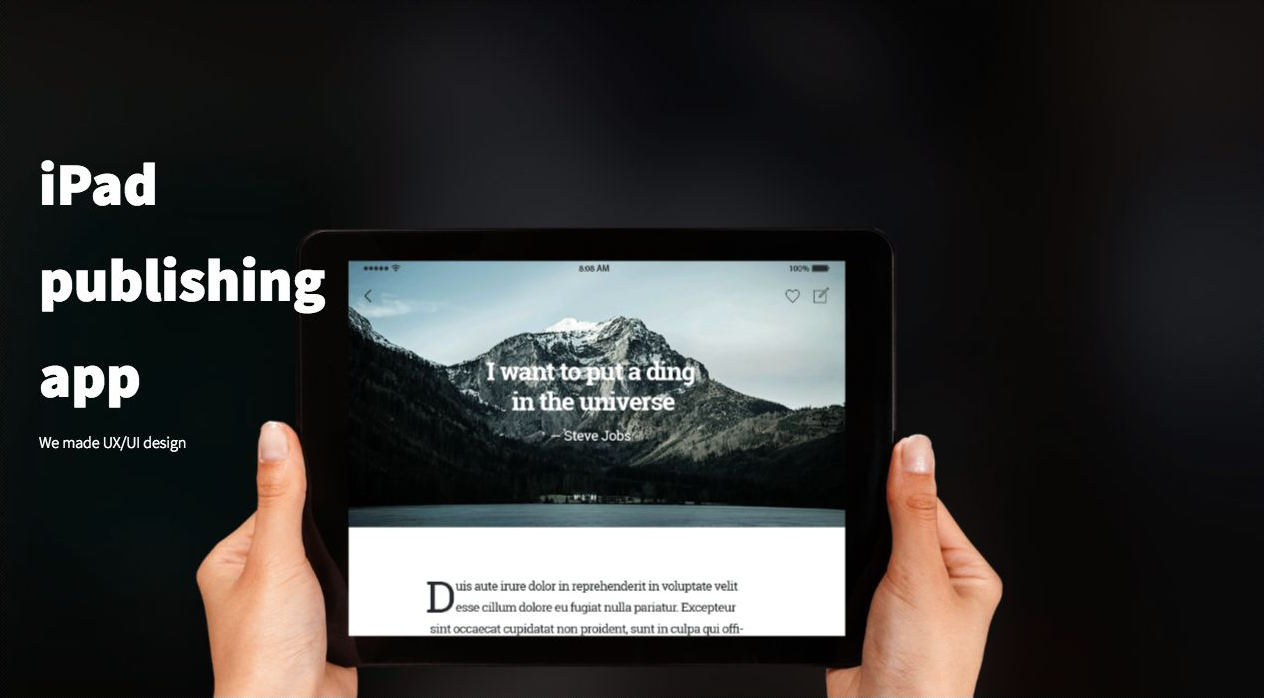 iPad
publishing
app
We made UX/UI design
8:08 AM
100%
I want to put a ding
in the universe
— Steve Jobs
Duis aute irure dolor in reprehenderit in voluptate velit
esse cillum dolore eu fugiat nulla pariatur. Excepteur
sint occaecat cupidatat non proident, sunt in culpa qui offi-